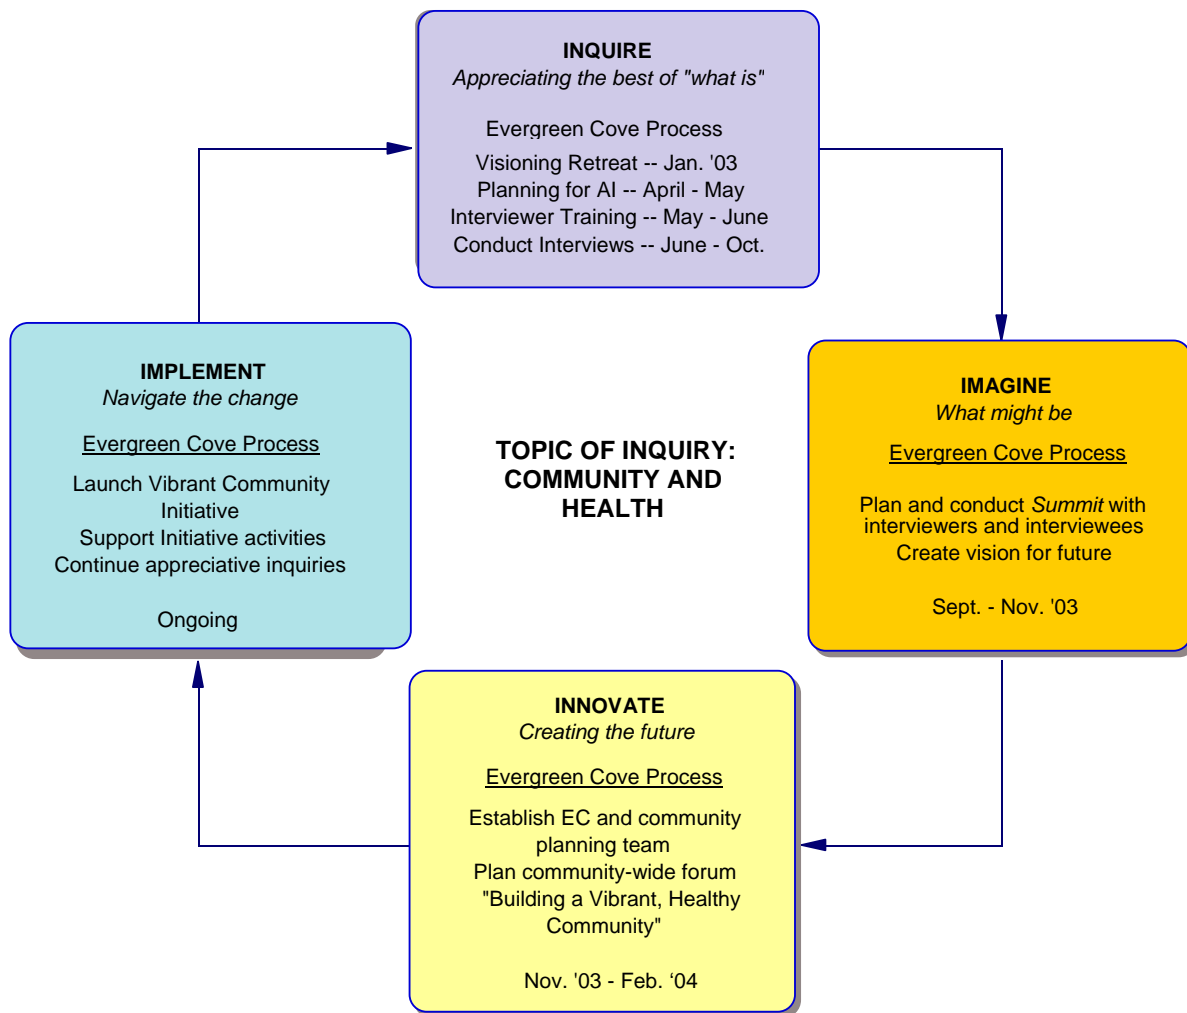 INQUIRE
Appreciating the best of "what is"
Evergreen Cove Process
Visioning Retreat -- Jan. '03
Planning for AI -- April - May
Interviewer Training -- May - June
Conduct Interviews -- June - Oct.
IMPLEMENT
Navigate the change
Evergreen Cove Process
Launch Vibrant Community
Initiative
Support Initiative activities
Continue appreciative inquiries
Ongoing
TOPIC OF INQUIRY:
COMMUNITY AND
HEALTH
IMAGINE
What might be
Evergreen Cove Process
Plan and conduct Summit with
interviewers and interviewees
Create vision for future
Sept. - Nov. '03
INNOVATE
Creating the future
Evergreen Cove Process
Establish EC and community
planning team
Plan community-wide forum
"Building a Vibrant, Healthy
Community"
Nov. '03 - Feb. ‘04